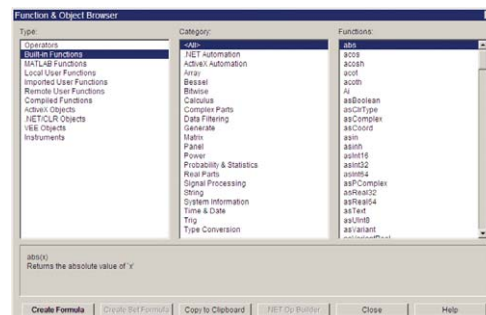 Function & Object Browser
Type:
Operators
Built-in Functions
MATLAB Functions
Local User Functions
Imported User Functions
Remote User Functions
Compiled Functions
ActiveX Objects
.NET/CLR Objects
VEE Objects
Instruments
Category:
<All>
.NET Automation
ActiveX Automation
Array
Bessel
Bitwise
Calculus
Complex Parts
Data Filtering
Generate
Matrix
Panel
Power
Probability & Statistics
Real Parts
Signal Processing
String
System Information
Time & Date
Trig
Type Conversion
Functions:
abs
acos
acosh
acot
acoth
Ai
asBoolean
asClrType
asComplex
asCoord
asin
asinh
asInt16
asInt32
asInt64
asPComplex
asReal32
asReal64
asText
asUInt8
asVariant
abs(x)
Returns the absolute value of 'x'
Create Formula
Create Set Formula
Copy to Clipboard
.NET Op Builder
Close
Help